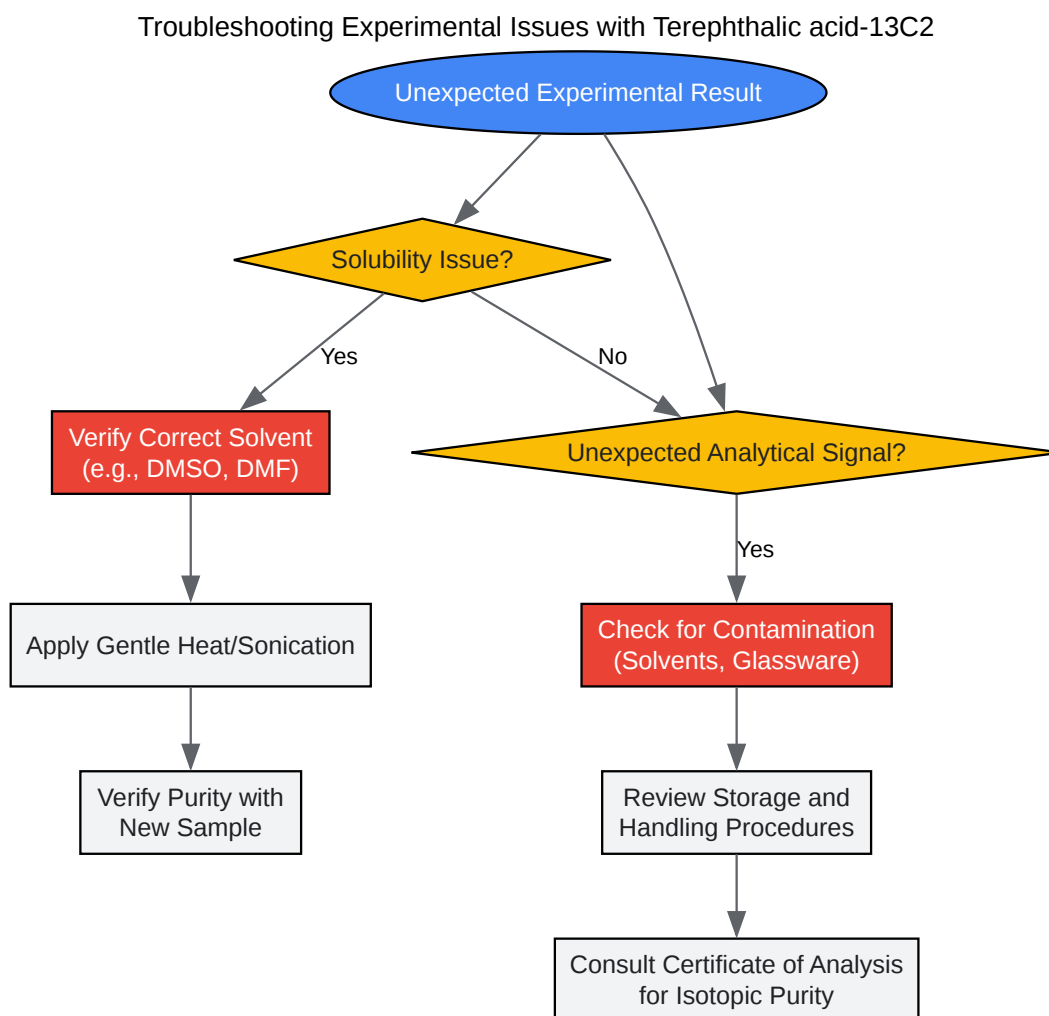 Troubleshooting Experimental Issues with Terephthalic acid-13C2
Unexpected Experimental Result
Solubility Issue?
Yes
No
Verify Correct Solvent
(e.g., DMSO, DMF)
Unexpected Analytical Signal?
Yes
Apply Gentle Heat/Sonication
Check for Contamination
(Solvents, Glassware)
Verify Purity with
New Sample
Review Storage and
Handling Procedures
Consult Certificate of Analysis
for Isotopic Purity